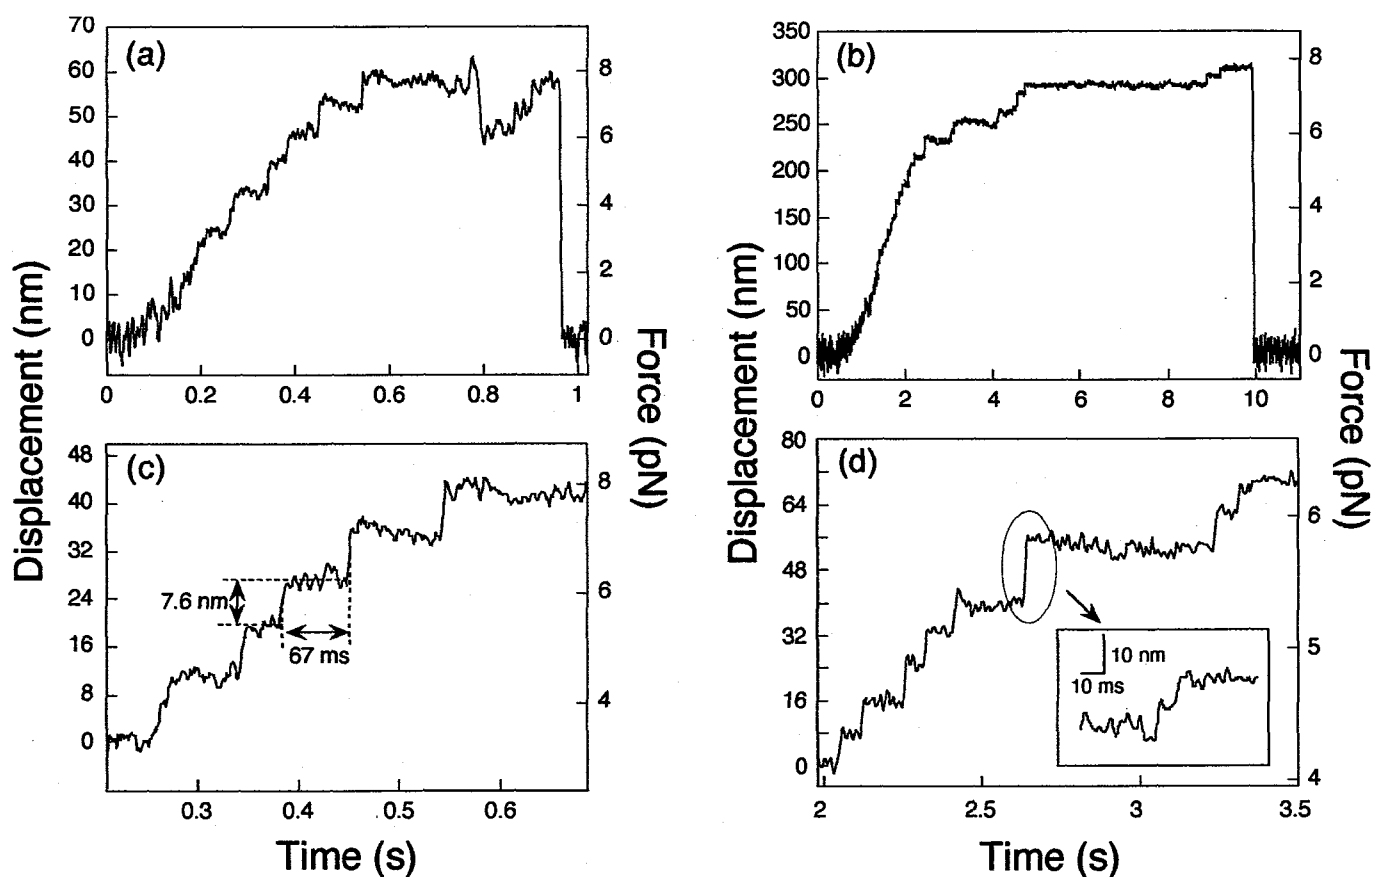 (a)
70
60
50
40
30
20
10
0
8
6
4
2
0
0 0.2 0.4 0.6 0.8 1
(b)
350
300
250
200
150
100
50
0
8
6
4
2
0
0 2 4 6 8 10
Displacement (nm)
Force (pN)
Displacement (nm)
Force (pN)
(c)
48
40
32
24
16
8
0
8
6
4
7.6 nm
67 ms
0.3 0.4 0.5 0.6
Time (s)
(d)
80
64
48
32
16
0
6
5
4
10 nm
10 ms
2 2.5 3 3.5
Time (s)